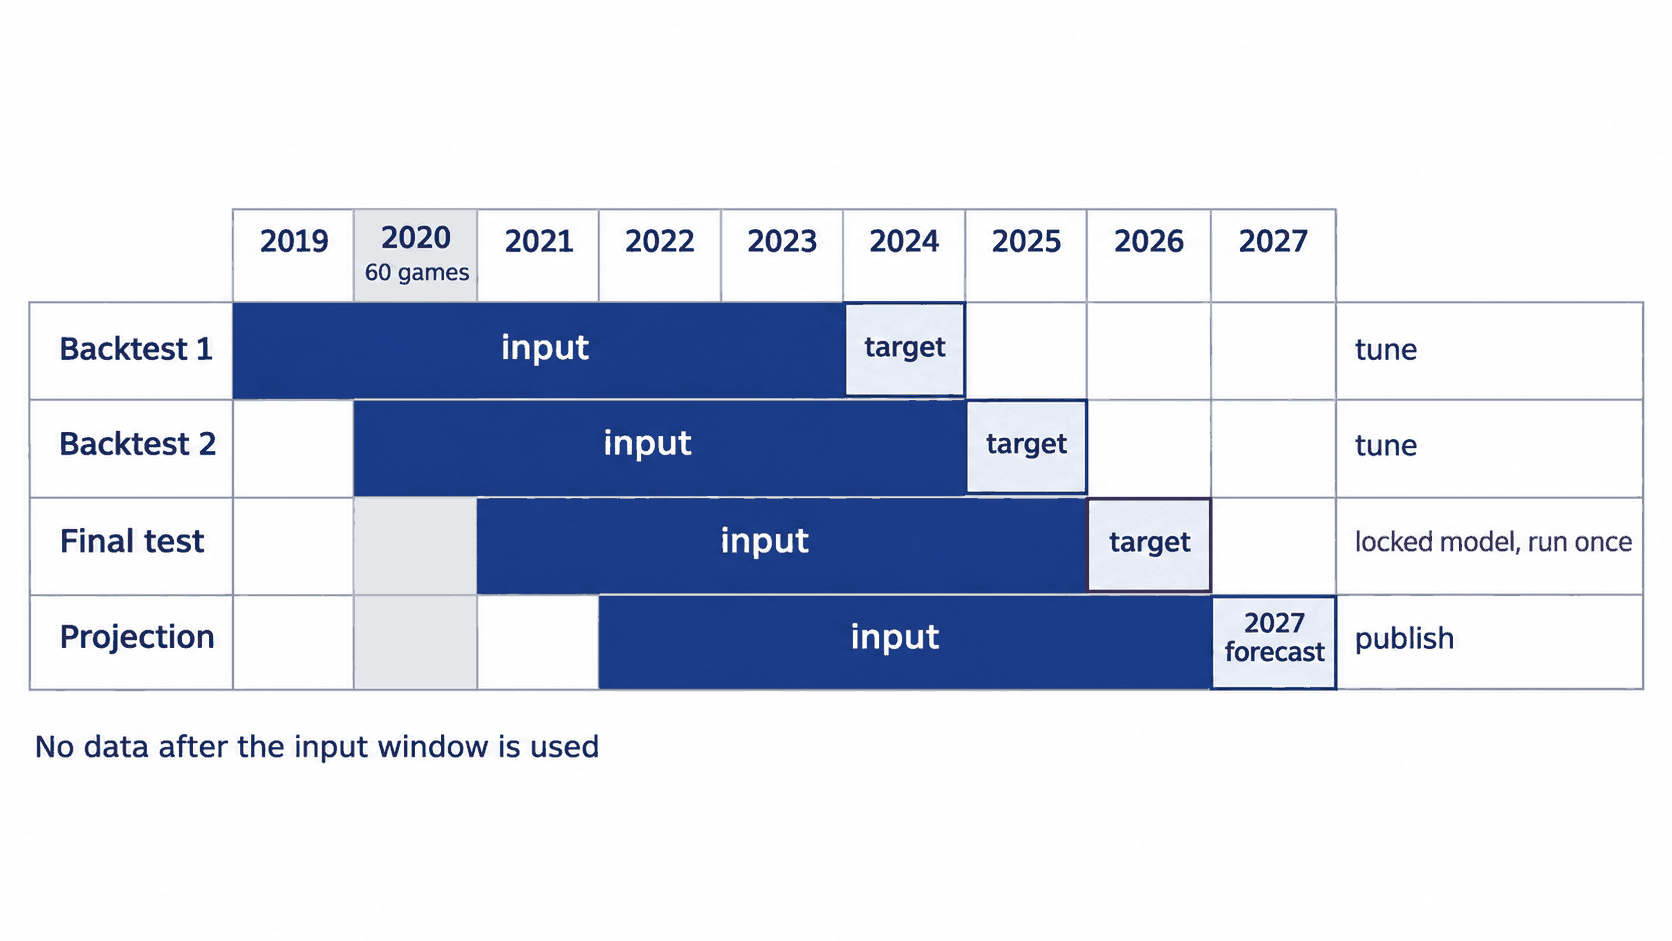 2019 2020 2021 2022 2023 2024 2025 2026 2027
60 games
Backtest 1 input target tune
Backtest 2 input target tune
Final test input target locked model, run once
Projection input 2027 forecast publish
No data after the input window is used